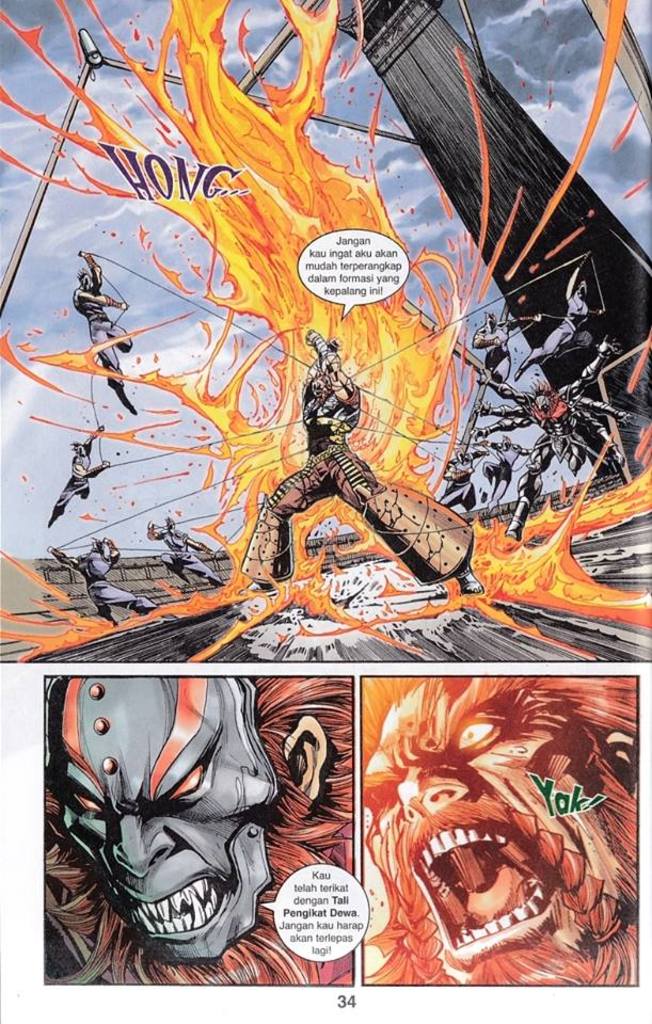 HONG...
Jangan
kau ingat aku akan
mudah terperangkap
dalam formasi yang
kepalang ini!
Kau
telah terikat
dengan Tali
Pengikat Dewa.
Jangan kau harap
akan terlepas
lagi!
Yak!
34